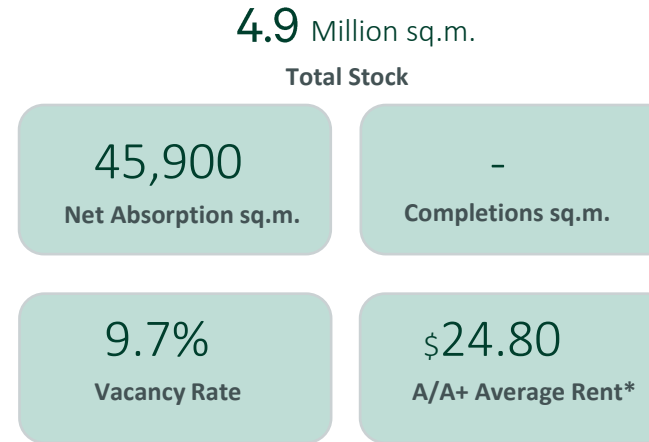 4.9 Million sq.m.
Total Stock
45,900
Net Absorption sq.m.
-
Completions sq.m.
9.7%
Vacancy Rate
$24.80
A/A+ Average Rent*